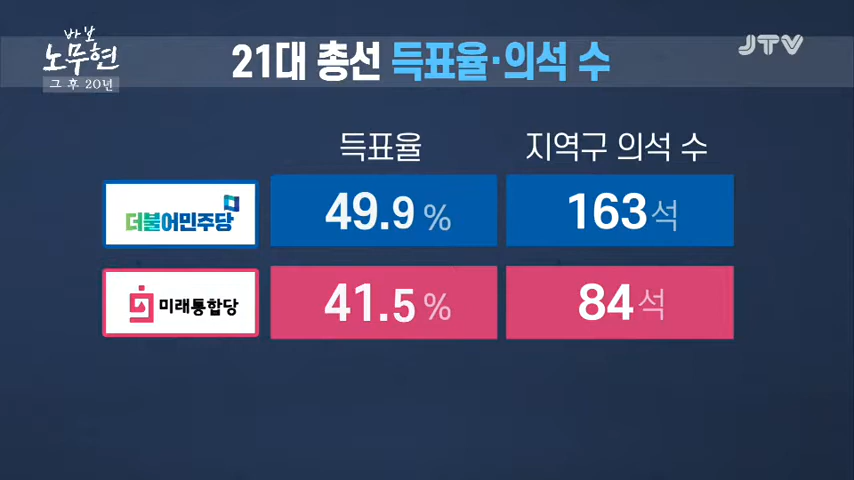 바보
노무현
그 후 20년
21대 총선 득표율·의석 수
JTV
득표율 지역구 의석 수
더불어민주당 49.9 % 163석
미래통합당 41.5 % 84석